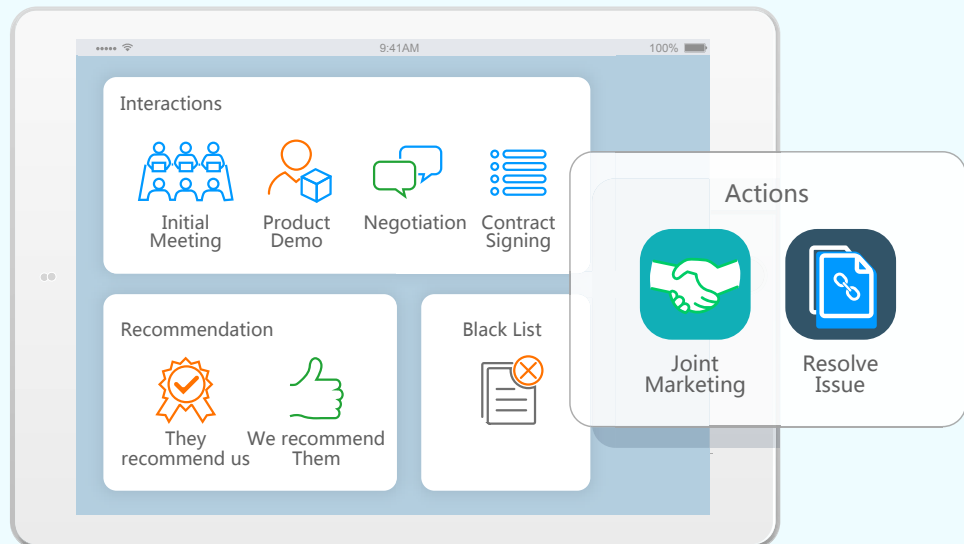 9:41AM
100%
Interactions
Initial
Meeting
Product
Demo
Negotiation
Contract
Signing
Actions
Joint
Marketing
Resolve
Issue
Recommendation
They
recommend us
We recommend
Them
Black List